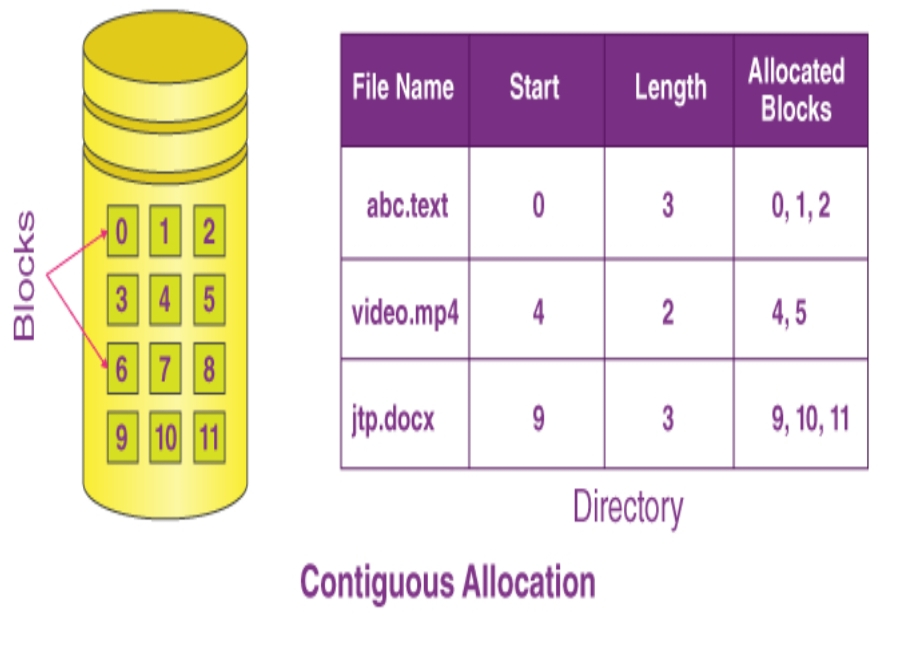 Blocks
0 1 2
3 4 5
6 7 8
9 10 11
File Name Start Length Allocated Blocks
abc.text 0 3 0, 1, 2
video.mp4 4 2 4, 5
jtp.docx 9 3 9, 10, 11
Directory
Contiguous Allocation